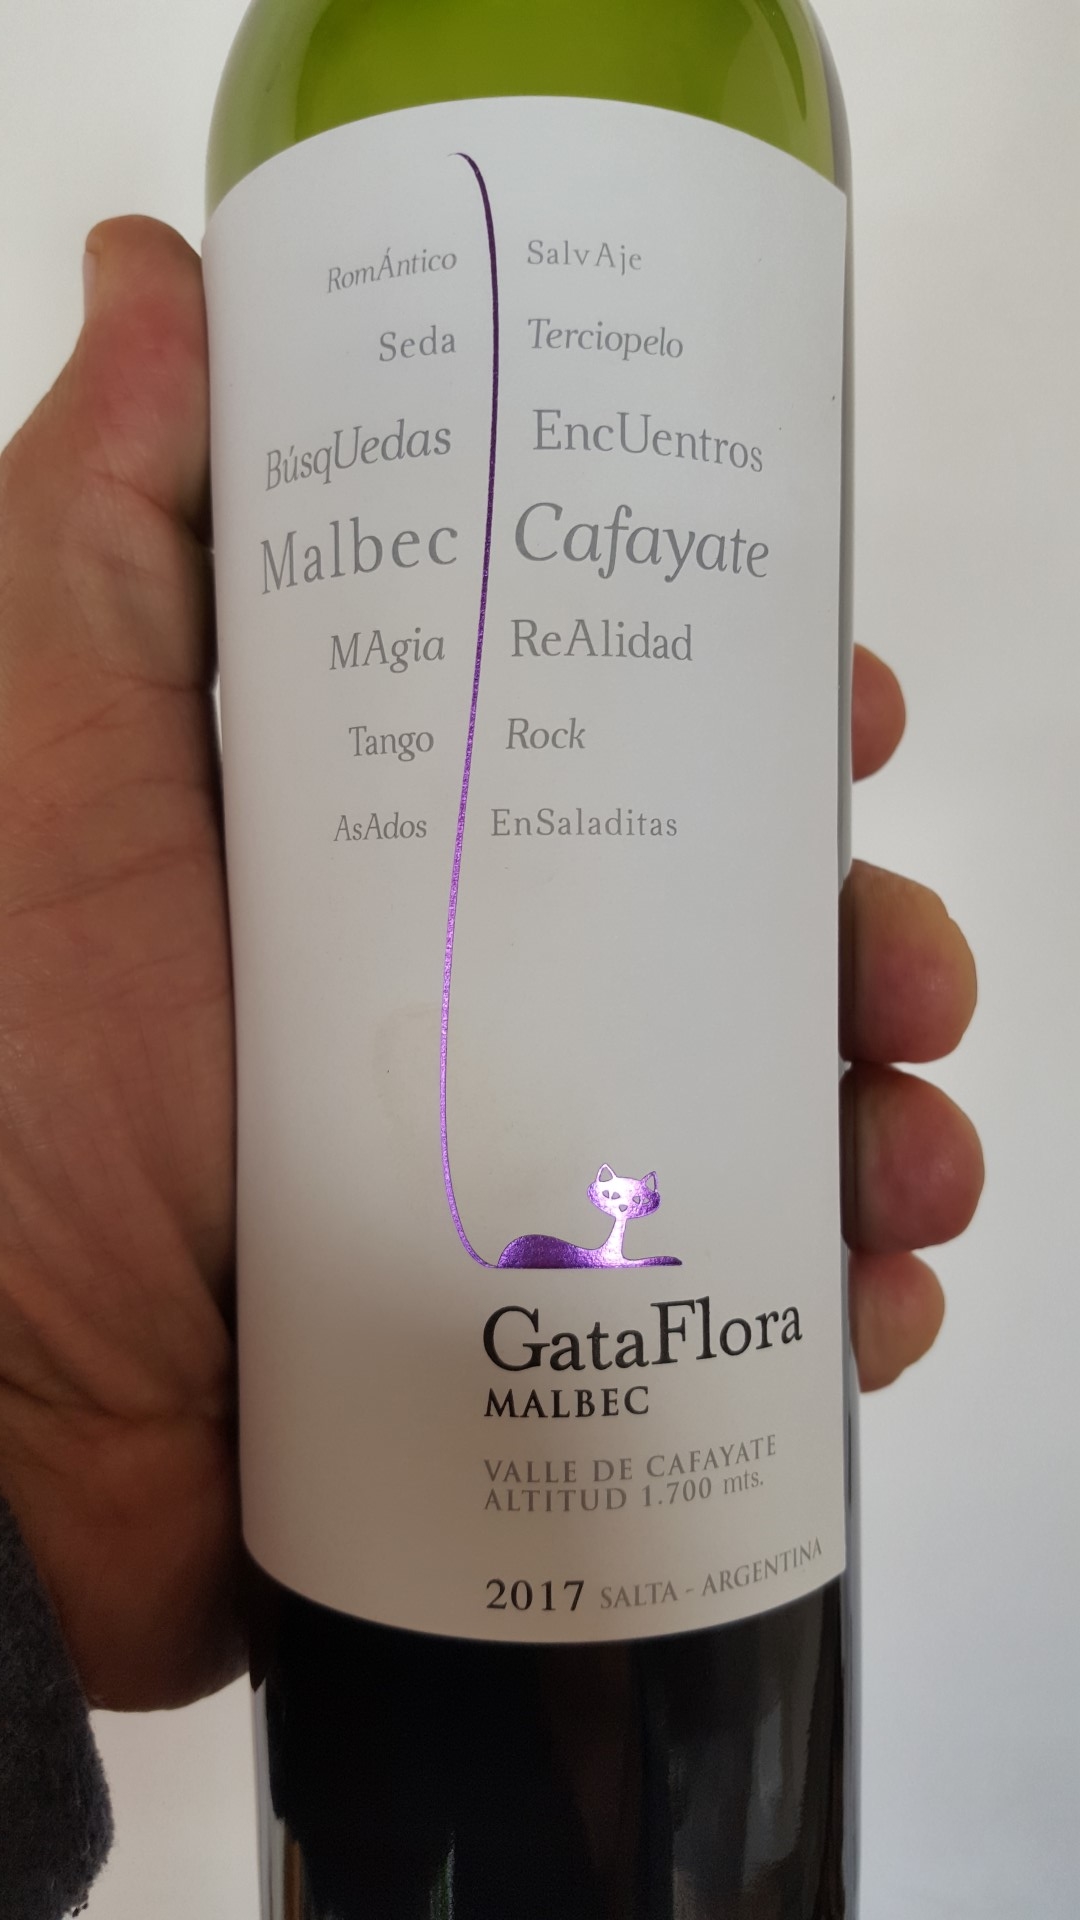 RomÁntico SalvAje
Seda Terciopelo
BúsqUedas EncUentros
Malbec Cafayate
MAgia ReAlidad
Tango Rock
AsAdos EnSaladitas
GataFlora
MALBEC
VALLE DE CAFAYATE
ALTITUD 1.700 mts.
2017 SALTA - ARGENTINA